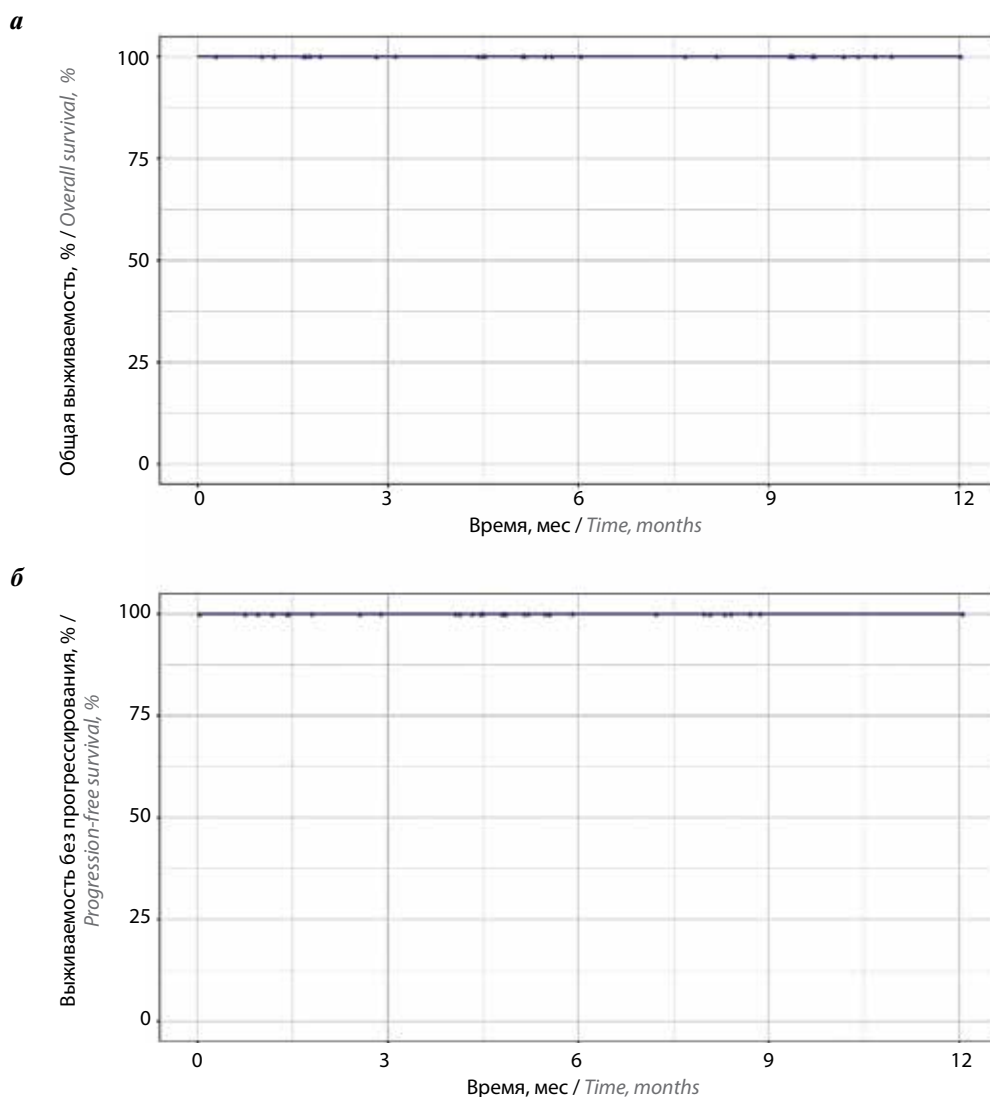 а
Общая выживаемость, % / Overall survival, %
100
75
50
25
0
0 3 6 9 12
Время, мес / Time, months
б
Выживаемость без прогрессирования, % /
Progression-free survival, %
100
75
50
25
0
0 3 6 9 12
Время, мес / Time, months